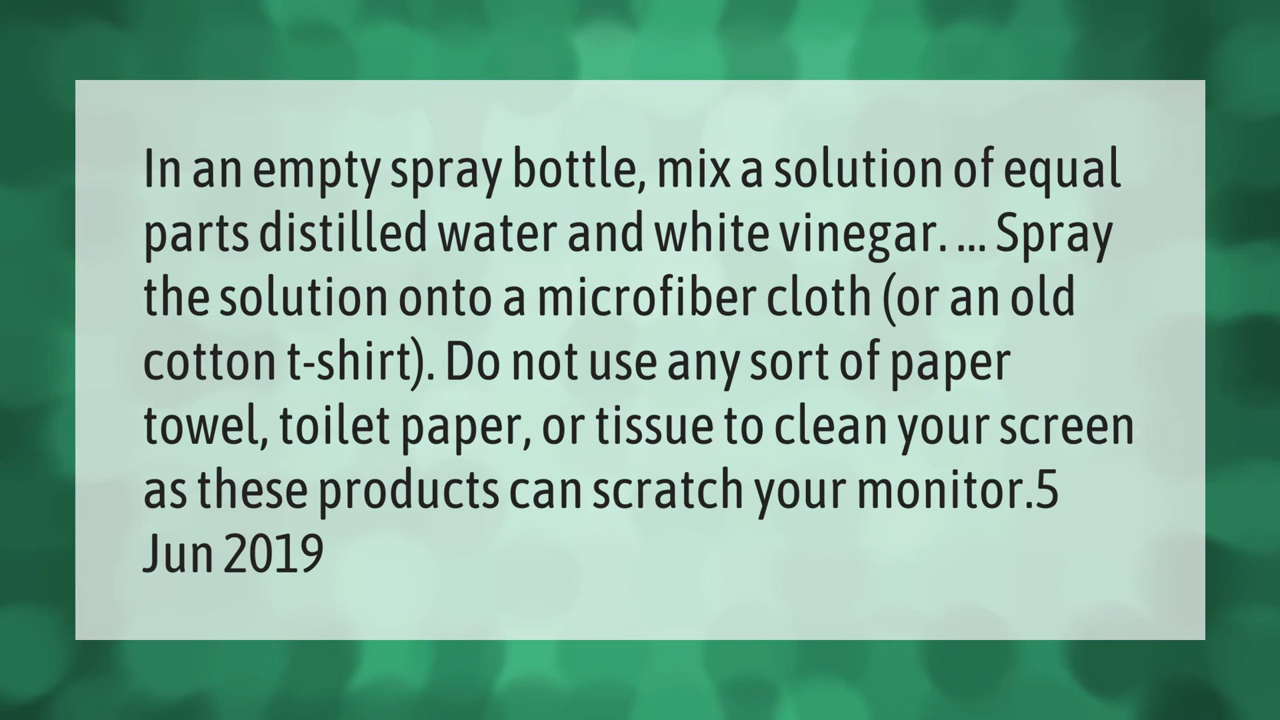 In an empty spray bottle, mix a solution of equal
parts distilled water and white vinegar. ... Spray
the solution onto a microfiber cloth (or an old
cotton t-shirt). Do not use any sort of paper
towel, toilet paper, or tissue to clean your screen
as these products can scratch your monitor.5
Jun 2019